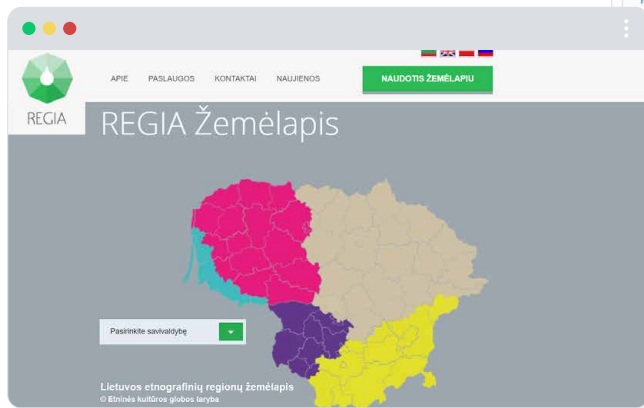 APIE PASLAUGOS KONTAKTAI NAUJIENOS NAUDOTIS ŽEMĖLAPIU
REGIA
REGIA Žemėlapis
Pasirinkite savivaldybę
Lietuvos etnografinių regionų žemėlapis
© Etninės kultūros globos taryba